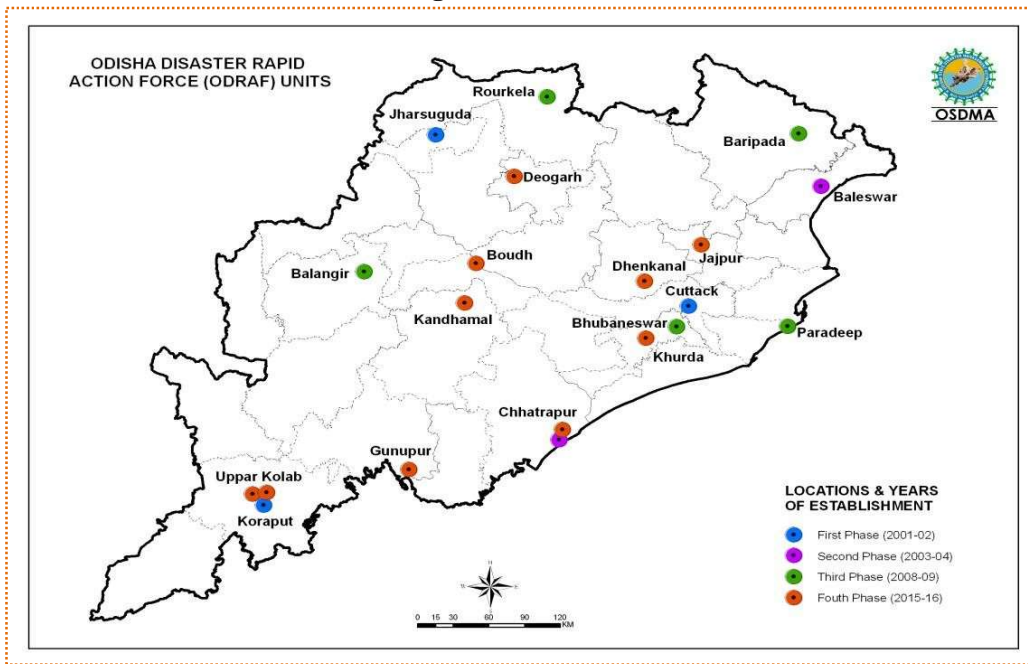 ODISHA DISASTER RAPID
ACTION FORCE (ODRAF) UNITS
OSDMA
Rourkela
Jharsuguda
Baripada
Deogarh
Baleswar
Boudh
Jajpur
Balangir
Dhenkanal
Cuttack
Kandhamal
Bhubaneswar
Paradeep
Khurda
Chhatrapur
Gunupur
Uppar Kolab
Koraput
LOCATIONS & YEARS
OF ESTABLISHMENT
First Phase (2001-02)
Second Phase (2003-04)
Third Phase (2008-09)
Fouth Phase (2015-16)
0 15 30 60 90 120
KM